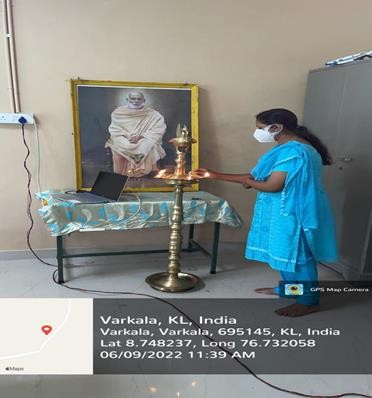 GPS Map Camera
Varkala, KL, India
Varkala, Varkala, 695145, KL, India
Lat 8.748237, Long 76.732058
06/09/2022 11:39 AM
Maps